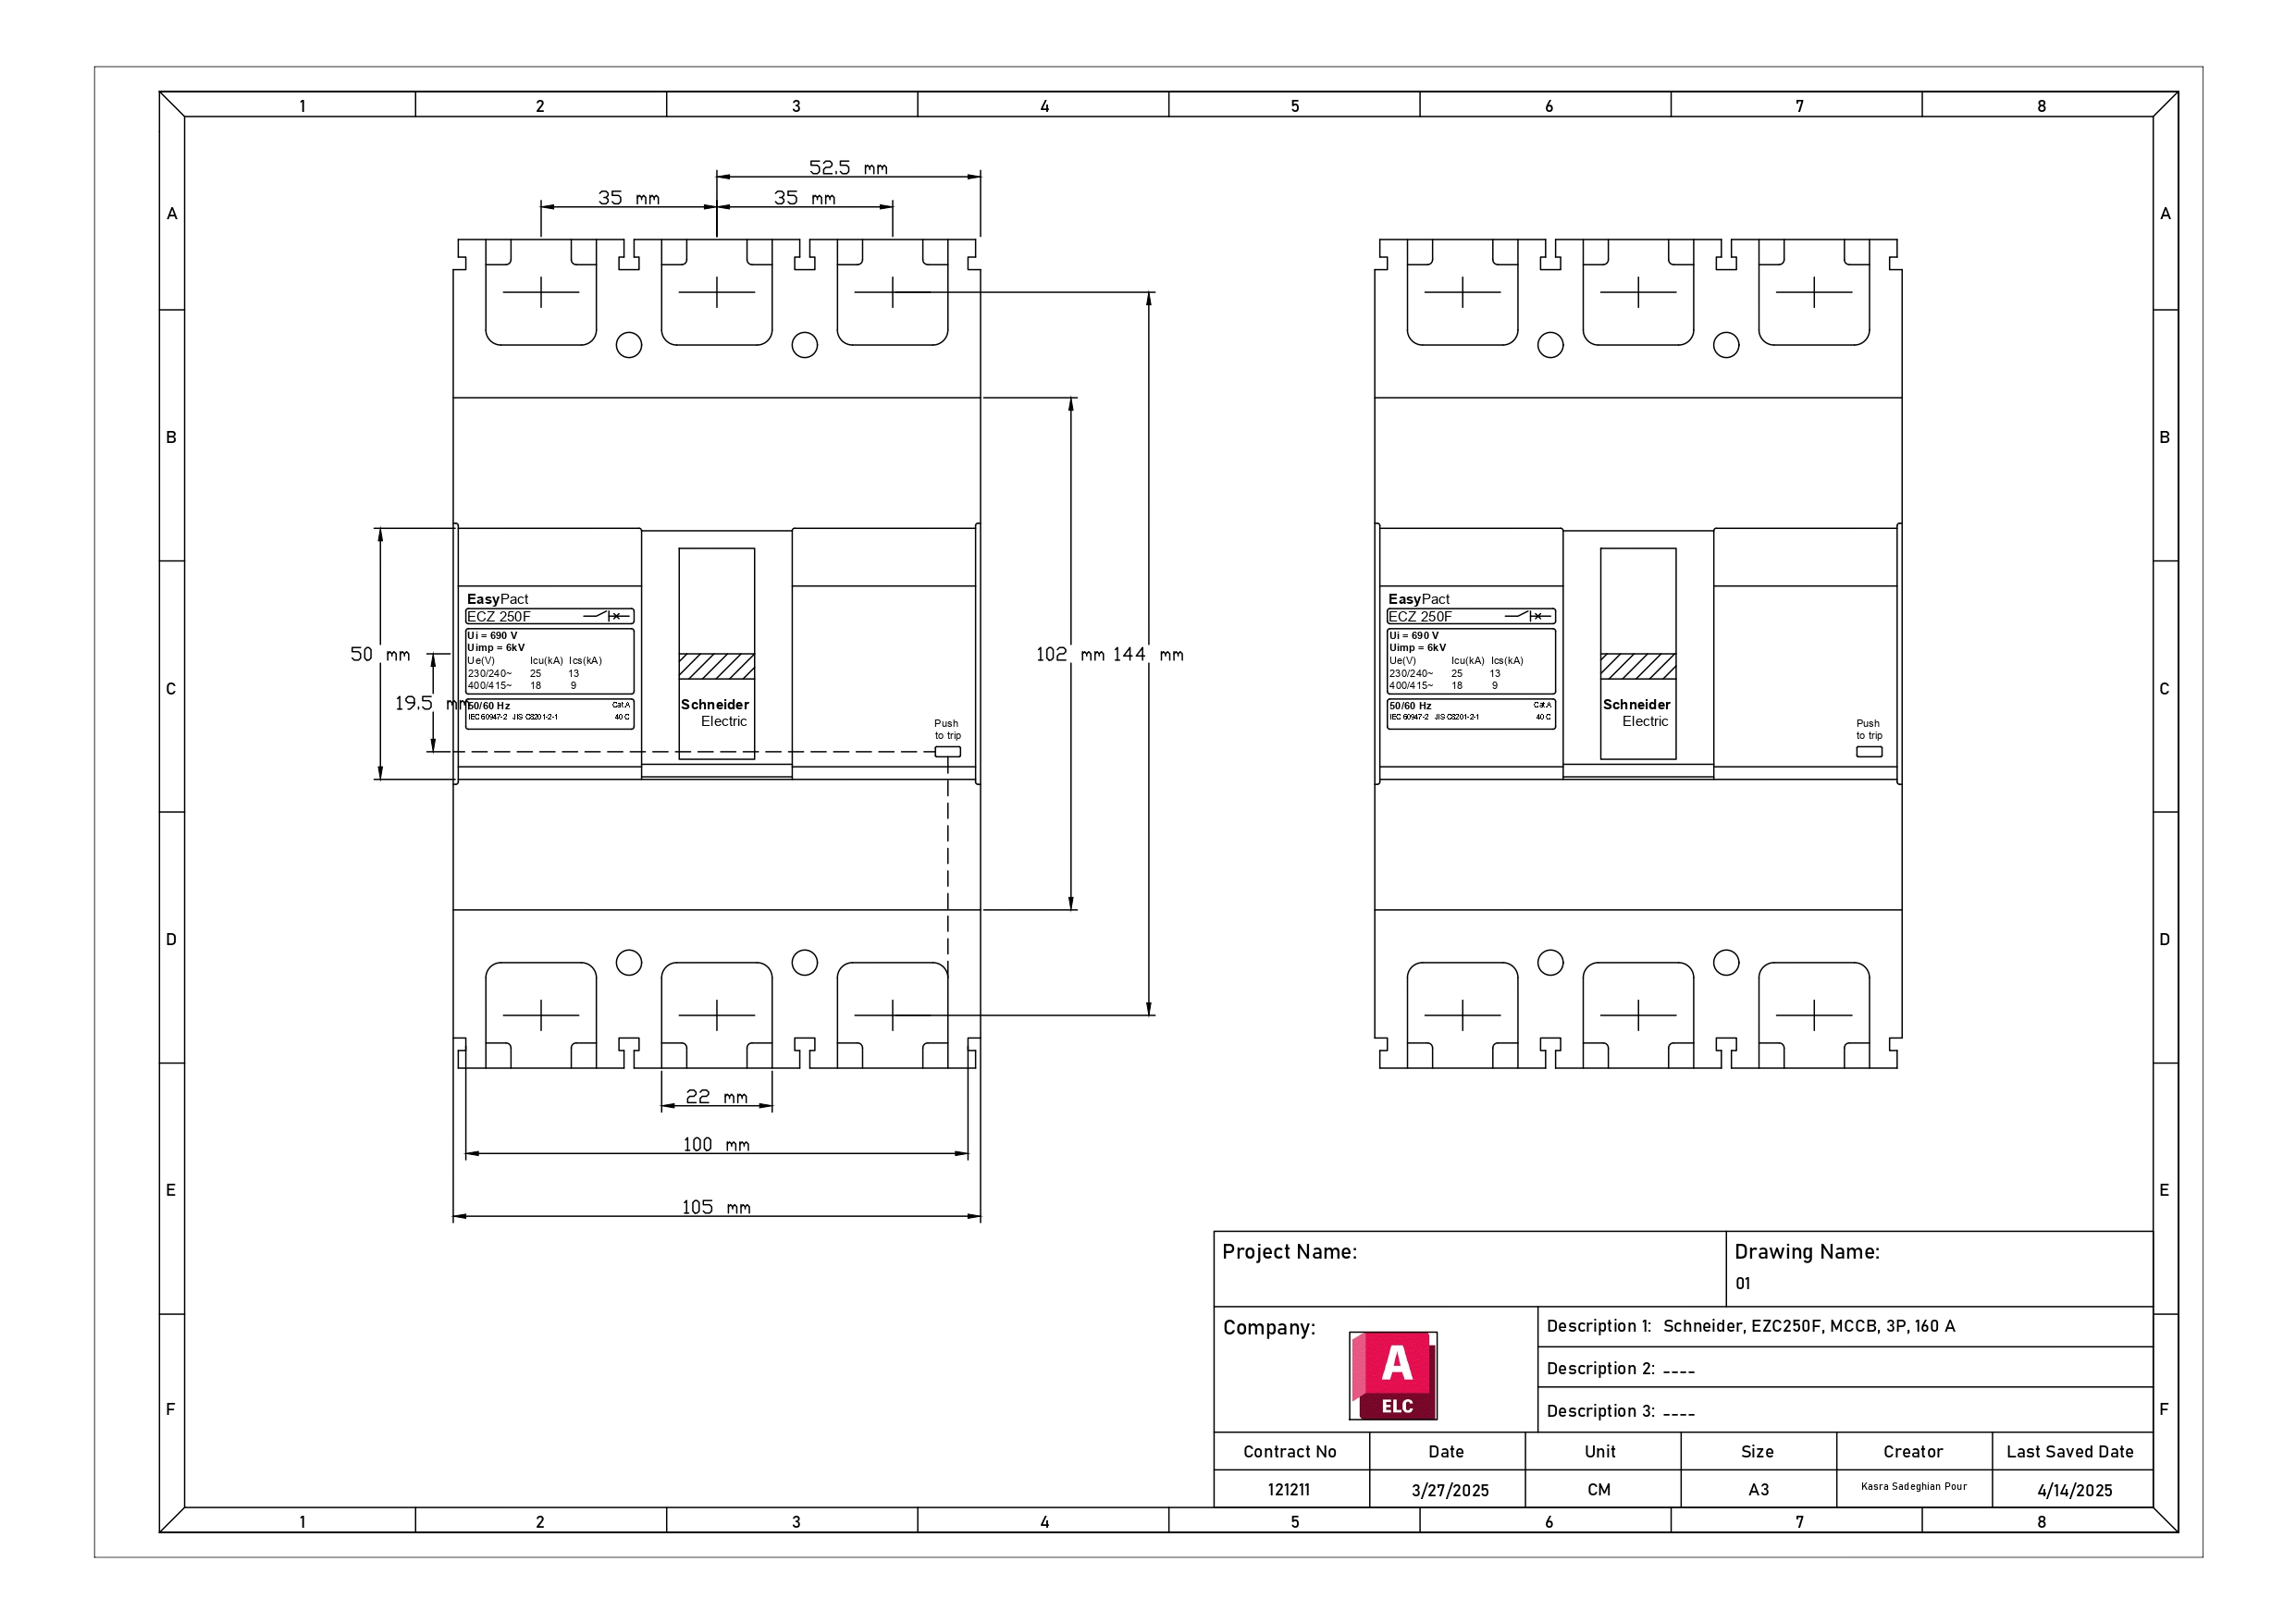 1 2 3 4 5 6 7 8
A A
B B
C C
D D
E E
F F
52.5 mm
35 mm 35 mm
50 mm
19.5 mm
102 mm 144 mm
22 mm
100 mm
105 mm
EasyPact
ECZ 250F
Ui = 690 V
Uimp = 6kV
Ue(V) Icu(kA) Ics(kA)
230/240~ 25 13
400/415~ 18 9
50/60 Hz Cat.A
IEC 60947-2 JIS C8201-2-1 40 C
Schneider
Electric
Push
to trip
EasyPact
ECZ 250F
Ui = 690 V
Uimp = 6kV
Ue(V) Icu(kA) Ics(kA)
230/240~ 25 13
400/415~ 18 9
50/60 Hz Cat.A
IEC 60947-2 JIS C8201-2-1 40 C
Schneider
Electric
Push
to trip
Project Name:
Drawing Name:
01
Company:
A
ELC
Description 1: Schneider, EZC250F, MCCB, 3P, 160 A
Description 2: ----
Description 3: ----
Contract No Date Unit Size Creator Last Saved Date
121211 3/27/2025 CM A3 Kasra Sadeghian Pour 4/14/2025
1 2 3 4 5 6 7 8